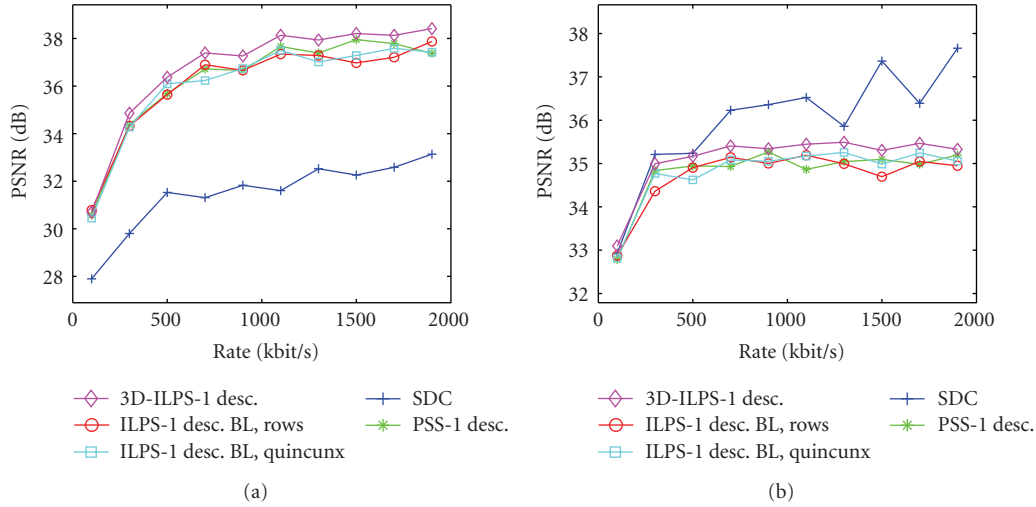 38
36
34
32
30
28
PSNR (dB)
0
500
1000
1500
2000
Rate (kbit/s)
3D-ILPS-1 desc.
SDC
ILPS-1 desc. BL, rows
PSS-1 desc.
ILPS-1 desc. BL, quincunx
(a)
38
37
36
35
34
33
32
PSNR (dB)
0
500
1000
1500
2000
Rate (kbit/s)
3D-ILPS-1 desc.
SDC
ILPS-1 desc. BL, rows
PSS-1 desc.
ILPS-1 desc. BL, quincunx
(b)